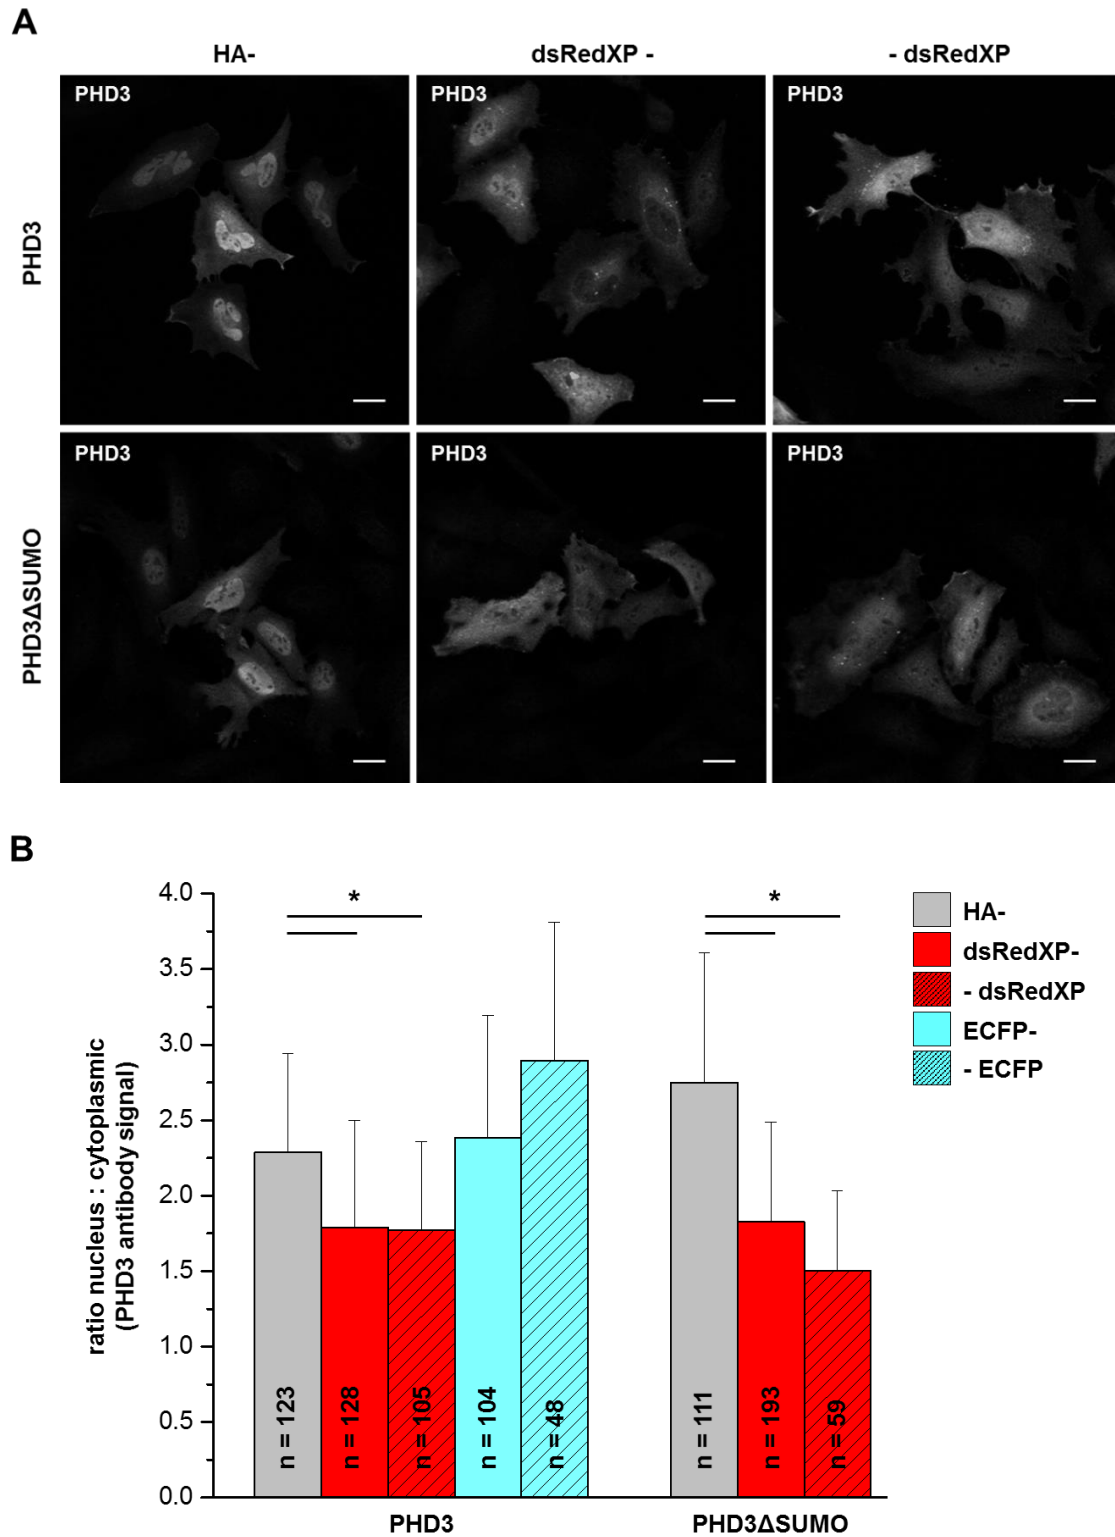 A
HA-
dsRedXP -
- dsRedXP
PHD3
PHD3
PHD3
PHD3
PHD3
PHD3
PHD3
PHD3ΔSUMO
B
4.0
3.5
3.0
2.5
2.0
1.5
1.0
0.5
0.0
ratio nucleus : cytoplasmic
(PHD3 antibody signal)
*
*
n = 123
n = 128
n = 105
n = 104
n = 48
n = 111
n = 193
n = 59
PHD3
PHD3ΔSUMO
HA-
dsRedXP-
- dsRedXP
ECFP-
- ECFP